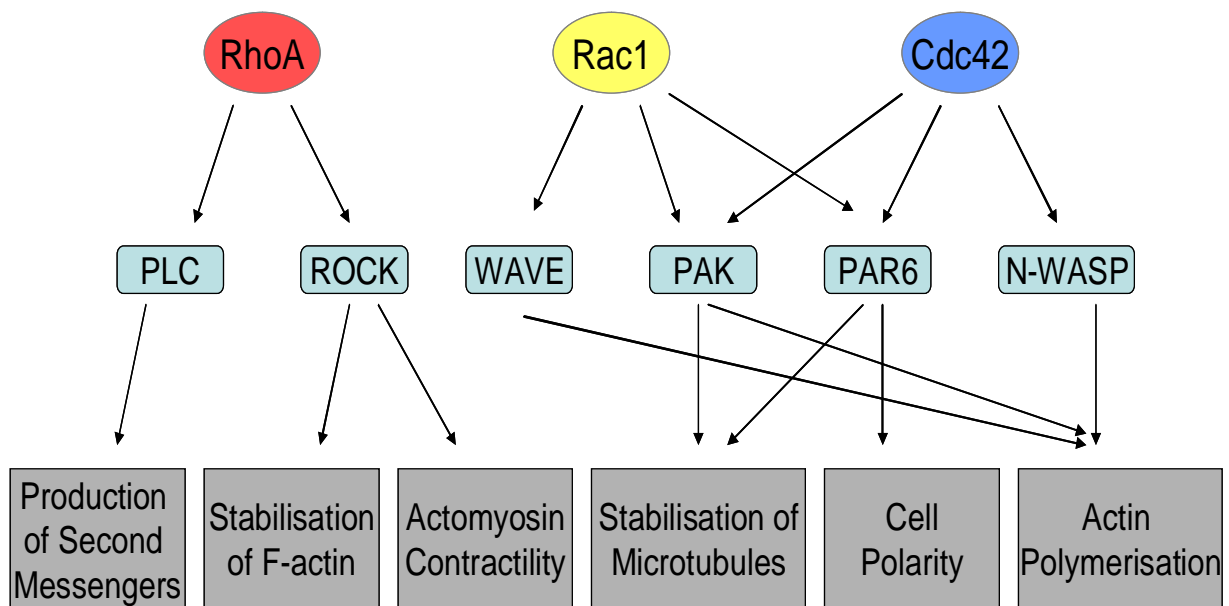 RhoA
Rac1
Cdc42
PLC
ROCK
WAVE
PAK
PAR6
N-WASP
Production
of Second
Messengers
Stabilisation
of F-actin
Actomyosin
Contractility
Stabilisation of
Microtubules
Cell
Polarity
Actin
Polymerisation